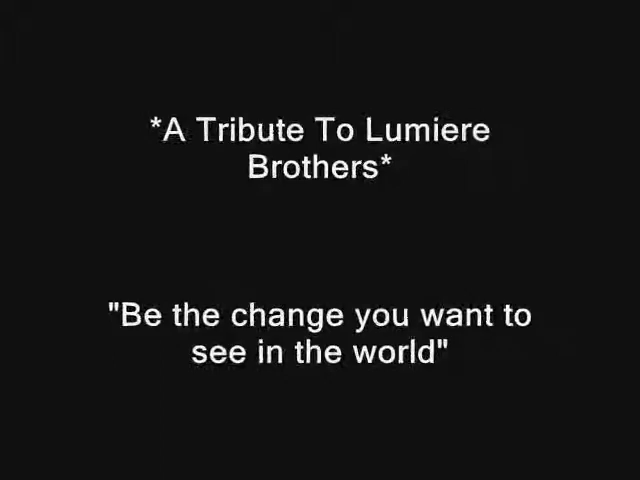 *A Tribute To Lumiere
Brothers*
"Be the change you want to
see in the world"